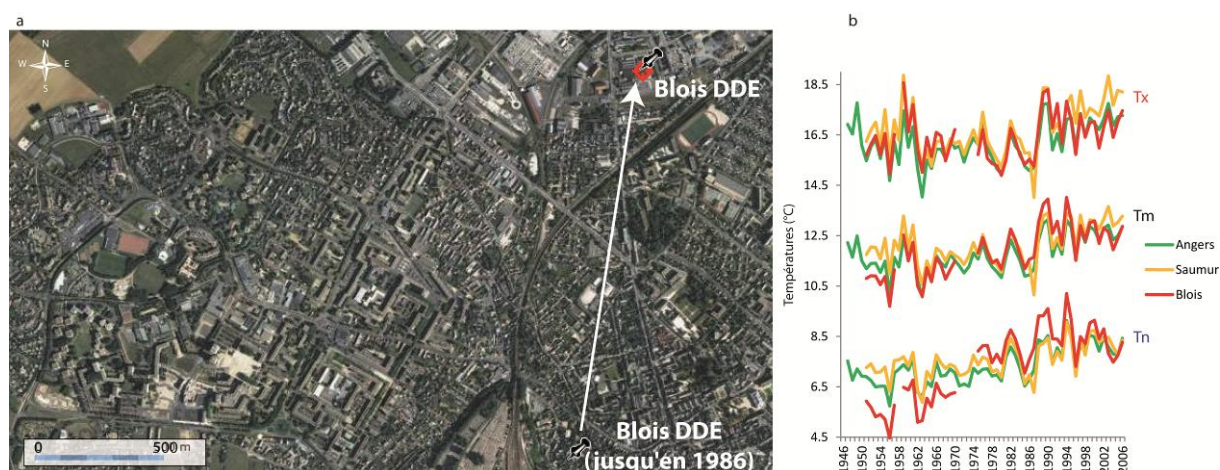 a
N
W E
S
Blois DDE
Blois DDE
(jusqu'en 1986)
0 500 m
b
Températures (°C)
18.5
16.5
14.5
12.5
10.5
8.5
6.5
4.5
Tx
Tm
Tn
Angers
Saumur
Blois
1946
1950
1954
1958
1962
1966
1970
1974
1978
1982
1986
1990
1994
1998
2002
2006